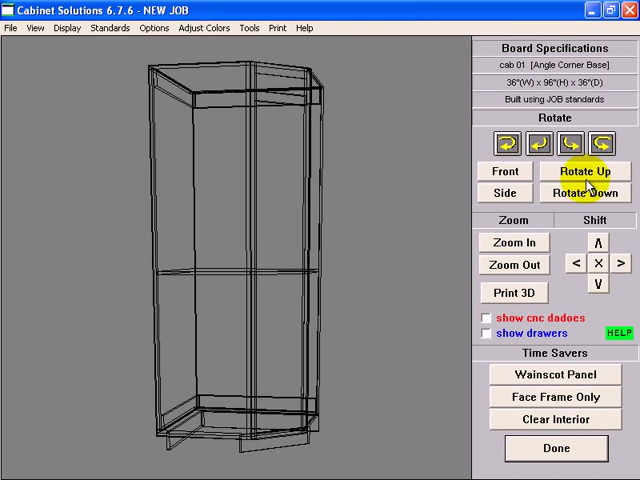 Cabinet Solutions 6.7.6 - NEW JOB
File View Display Standards Options Adjust Colors Tools Print Help
Board Specifications
cab 01 [Angle Corner Base]
36"(W) x 96"(H) x 36"(D)
Built using JOB standards
Rotate
Front Rotate Up
Side Rotate Down
Zoom Shift
Zoom In Λ
Zoom Out < X >
Print 3D V
show cnc dadoes
show drawers HELP
Time Savers
Wainscot Panel
Face Frame Only
Clear Interior
Done